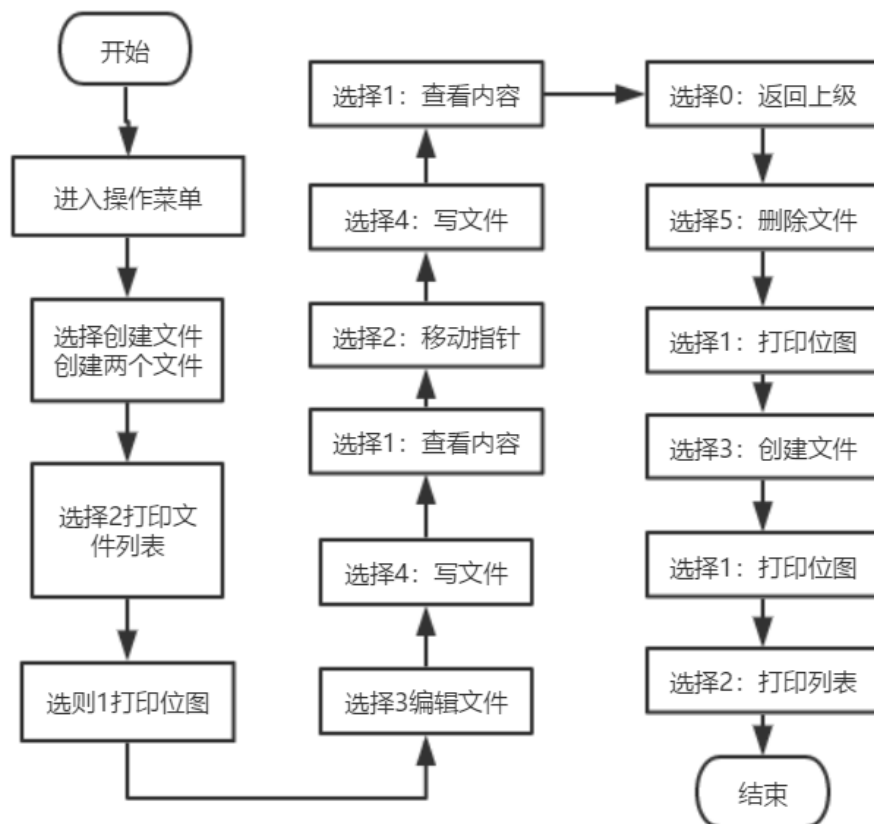 开始
进入操作菜单
选择创建文件
创建两个文件
选择2打印文
件列表
选则1打印位图
选择3编辑文件
选择4：写文件
选择1：查看内容
选择2：移动指针
选择4：写文件
选择1：查看内容
选择0：返回上级
选择5：删除文件
选择1：打印位图
选择3：创建文件
选择1：打印位图
选择2：打印列表
结束